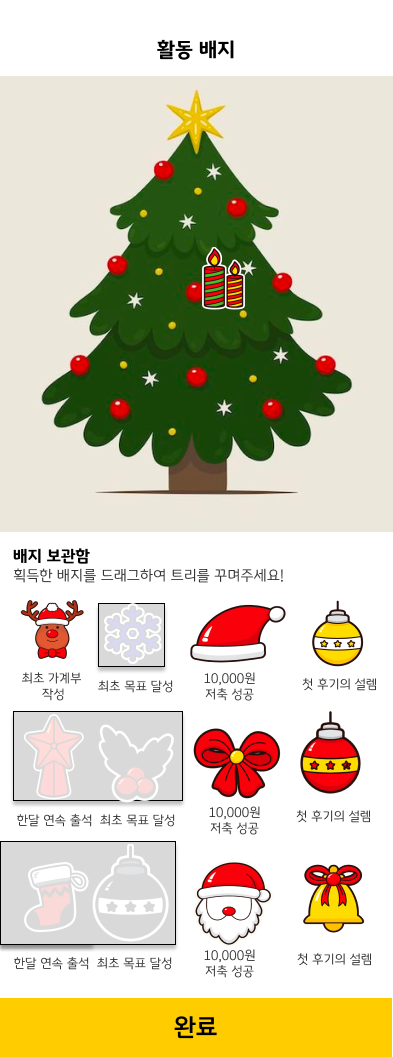 활동 배지
배지 보관함
획득한 배지를 드래그하여 트리를 꾸며주세요!
최초 가계부
작성
최초 목표 달성
10,000원
저축 성공
첫 후기의 설렘
한달 연속 출석
최초 목표 달성
10,000원
저축 성공
첫 후기의 설렘
한달 연속 출석
최초 목표 달성
10,000원
저축 성공
첫 후기의 설렘
완료